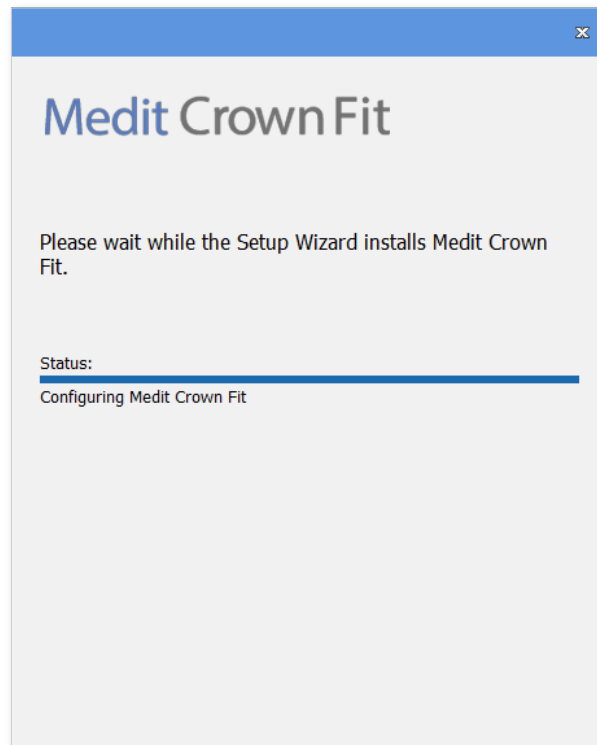 Medit Crown Fit
Please wait while the Setup Wizard installs Medit Crown
Fit.
Status:
Configuring Medit Crown Fit